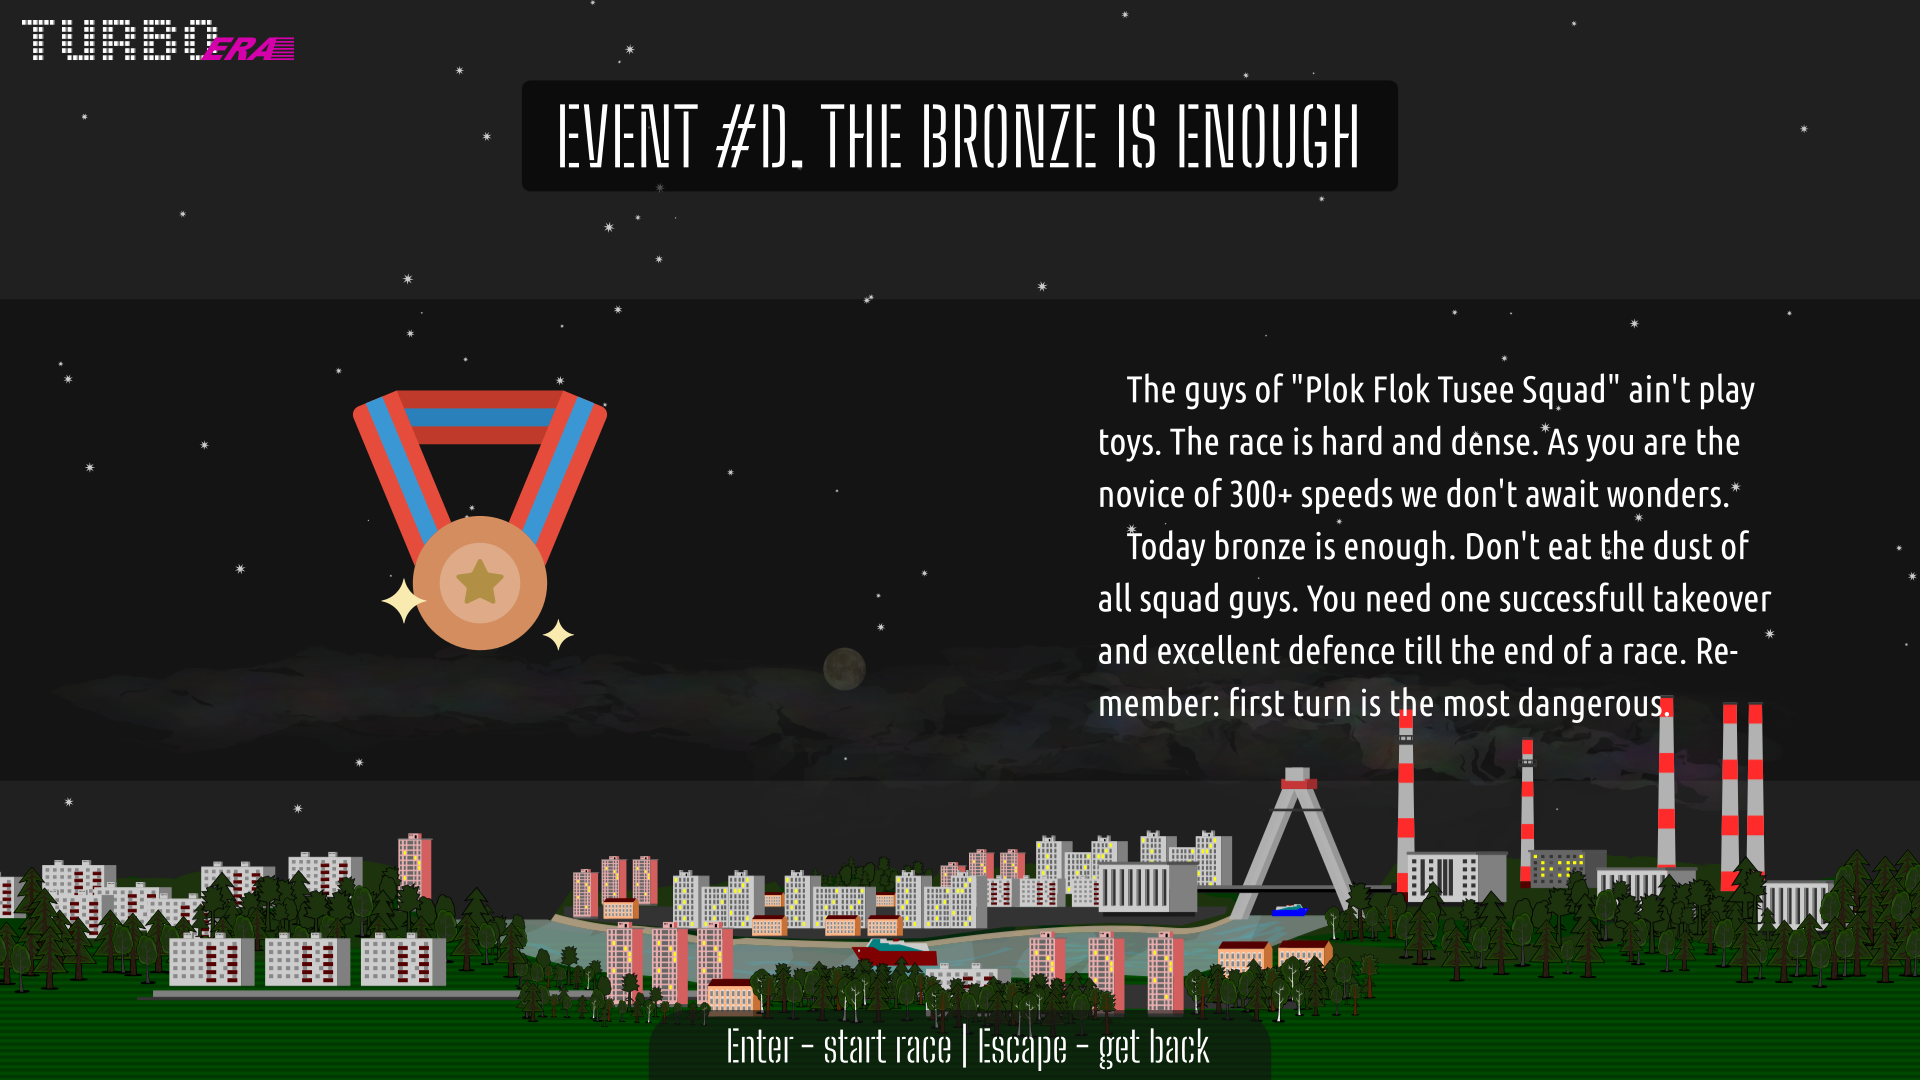 TURBO ERA
EVENT #D. THE BRONZE IS ENOUGH
The guys of "Plok Flok Tusee Squad" ain't play
toys. The race is hard and dense. As you are the
novice of 300+ speeds we don't await wonders.
Today bronze is enough. Don't eat the dust of
all squad guys. You need one successfull takeover
and excellent defence till the end of a race. Re-
member: first turn is the most dangerous.
Enter - start race | Escape - get back